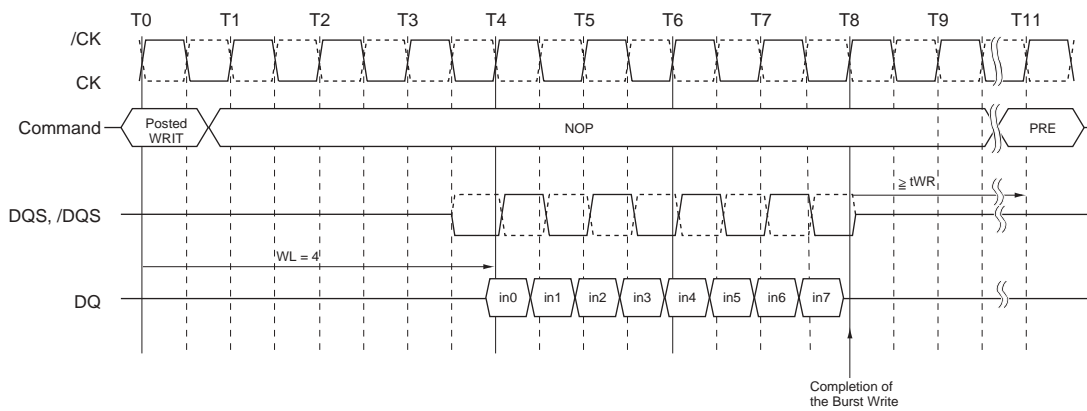 T0 T1 T2 T3 T4 T5 T6 T7 T8 T9 T11
/CK
CK
Command
Posted
WRIT
NOP
PRE
≧ tWR
DQS, /DQS
WL = 4
DQ
in0 in1 in2 in3 in4 in5 in6 in7
Completion of
the Burst Write